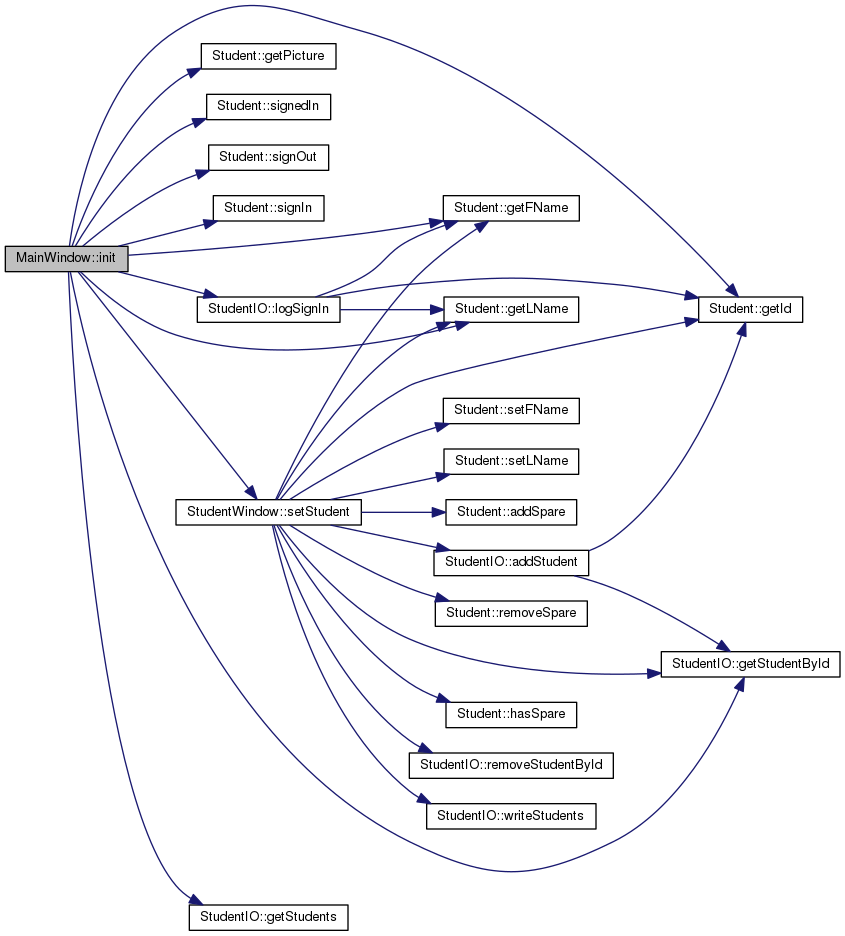 Student::getPicture
Student::signedIn
Student::signOut
Student::signIn
Student::getFName
MainWindow::init
StudentIO::logSignIn
Student::getLName
Student::getId
Student::setFName
Student::setLName
StudentWindow::setStudent
Student::addSpare
StudentIO::addStudent
Student::removeSpare
StudentIO::getStudentById
Student::hasSpare
StudentIO::removeStudentById
StudentIO::writeStudents
StudentIO::getStudents